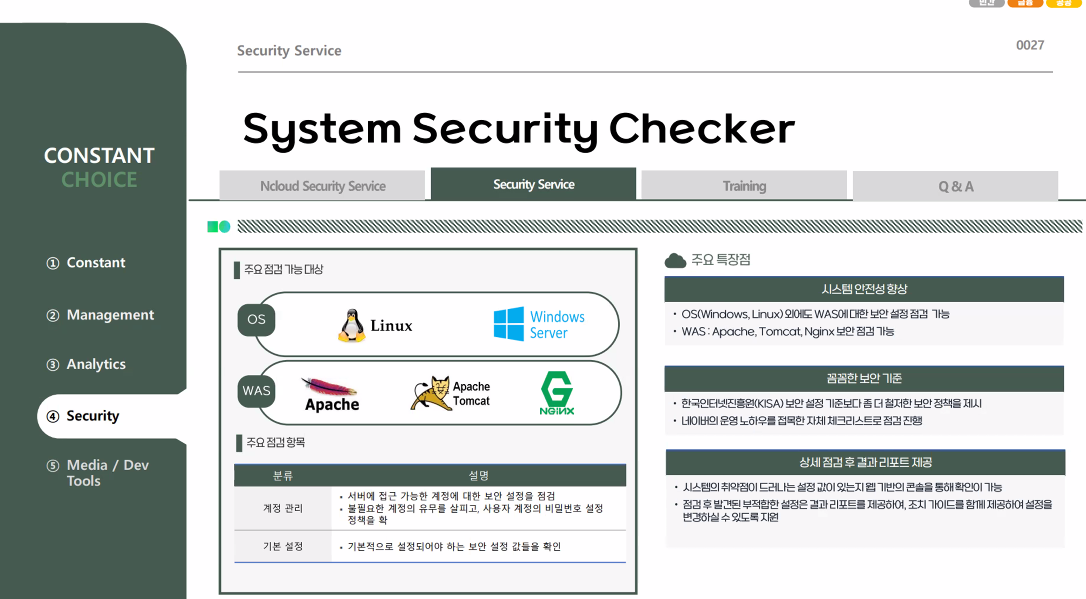 민간 금융 공공
Security Service
0027
System Security Checker
CONSTANT
CHOICE
① Constant
② Management
③ Analytics
④ Security
⑤ Media / Dev
Tools
Ncloud Security Service
Security Service
Training
Q & A
주요 점검 가능 대상
OS
Linux
Windows
Server
WAS
Apache
Apache
Tomcat
NGiNX
주요 점검 항목
분류 설명
계정 관리
• 서버에 접근 가능한 계정에 대한 보안 설정을 점검
• 불필요한 계정의 유무를 살피고, 사용자 계정의 비밀번호 설정
정책을 확
기본 설정
• 기본적으로 설정되어야 하는 보안 설정 값들을 확인
주요 특장점
시스템 안전성 향상
• OS(Windows, Linux) 외에도 WAS에 대한 보안 설정 점검 가능
• WAS : Apache, Tomcat, Nginx 보안 점검 가능
꼼꼼한 보안 기준
• 한국인터넷진흥원(KISA) 보안 설정 기준보다 좀 더 철저한 보안 정책을 제시
• 네이버의 운영 노하우를 접목한 자체 체크리스트로 점검 진행
상세 점검 후 결과 리포트 제공
• 시스템의 취약점이 드러나는 설정 값이 있는지 웹 기반의 콘솔을 통해 확인이 가능
• 점검 후 발견된 부적합한 설정은 결과 리포트를 제공하여, 조치 가이드를 함께 제공하여 설정을
변경하실 수 있도록 지원